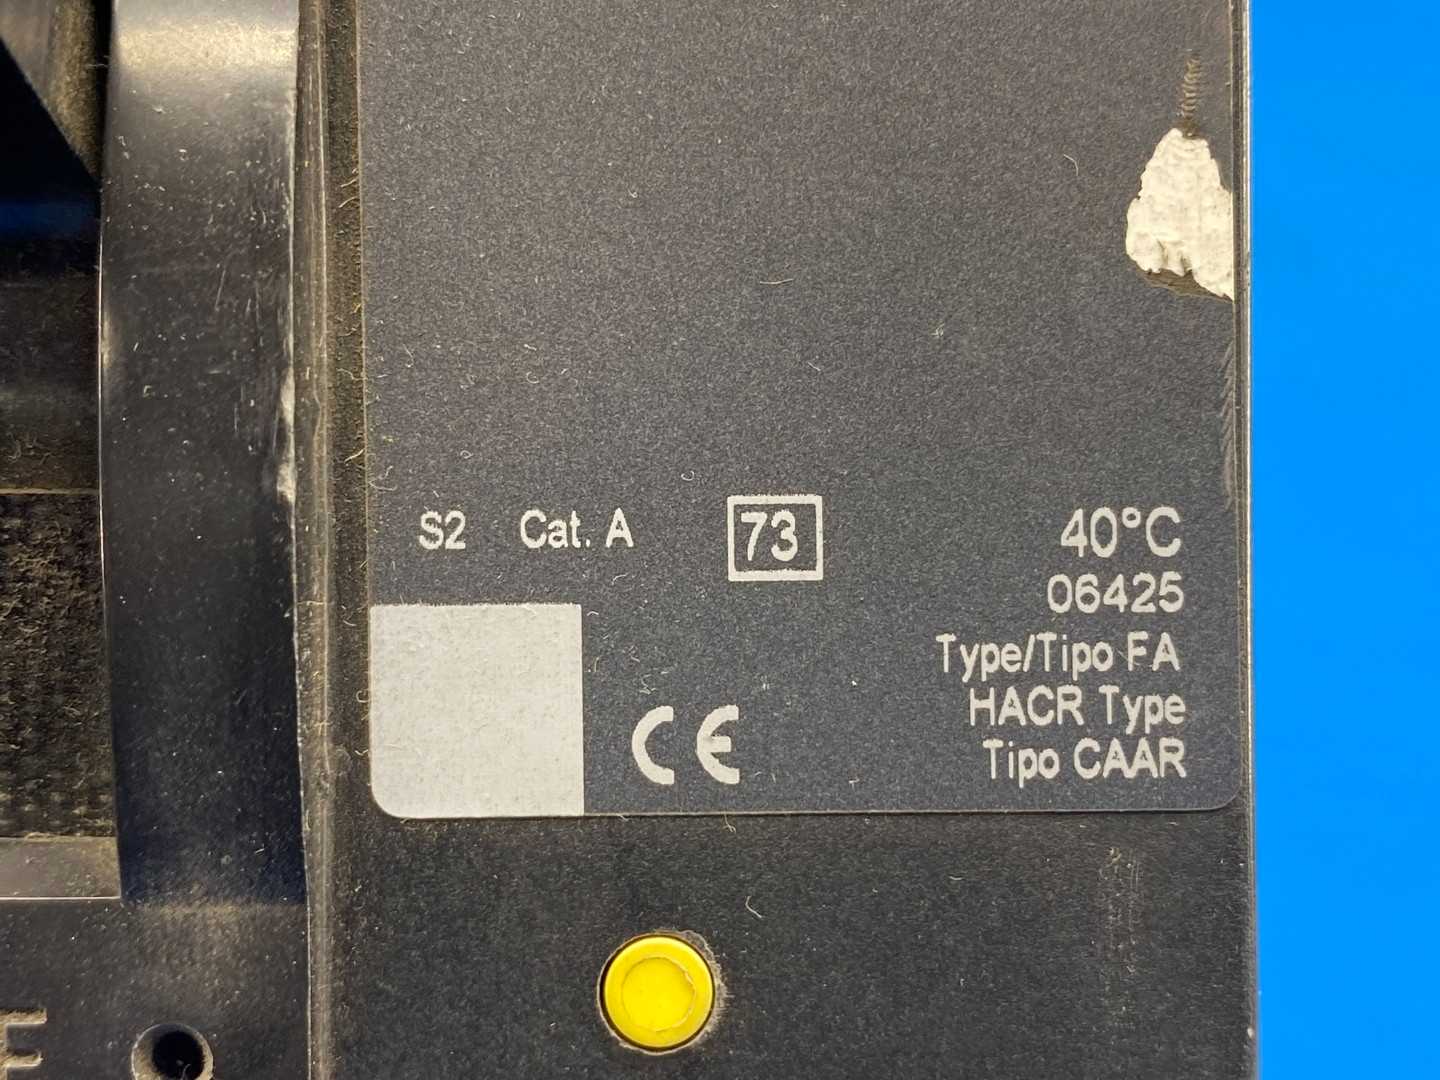 S2 Cat. A 73 40°C
06425
Type/Tipo FA
HACR Type
CE Tipo CAAR